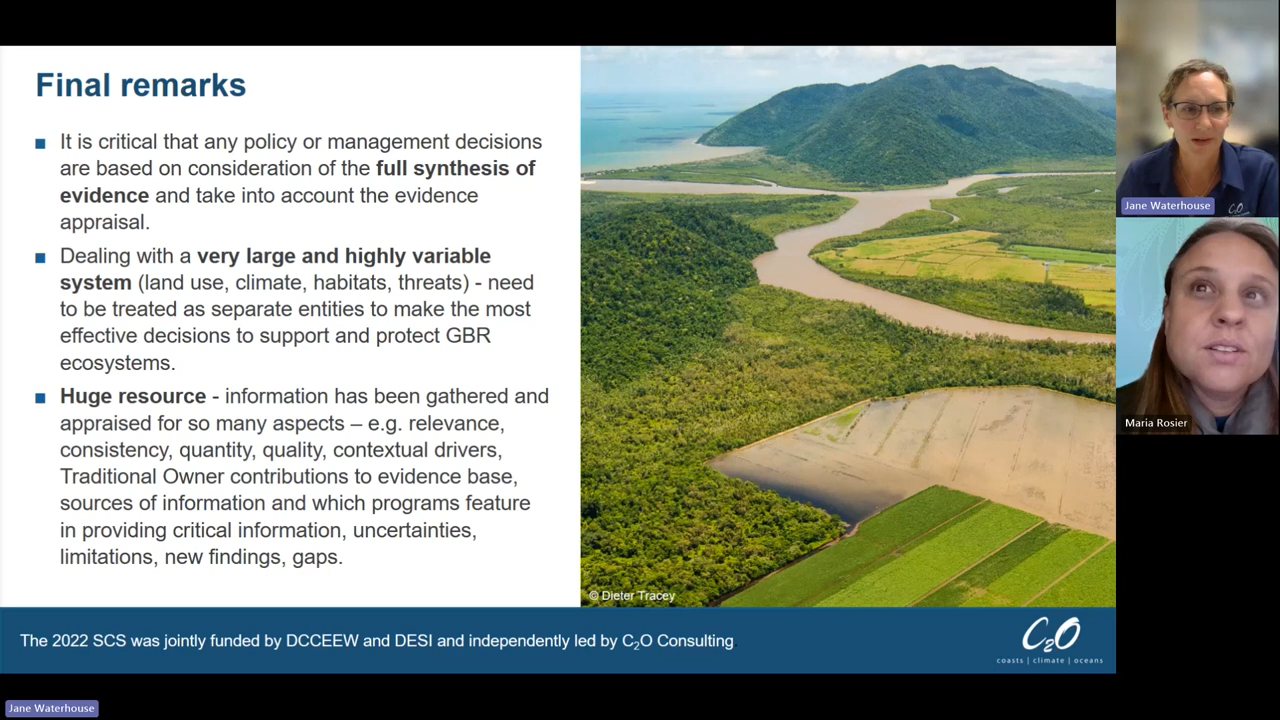 Final remarks
It is critical that any policy or management decisions
are based on consideration of the full synthesis of
evidence and take into account the evidence
appraisal.
Dealing with a very large and highly variable
system (land use, climate, habitats, threats) - need
to be treated as separate entities to make the most
effective decisions to support and protect GBR
ecosystems.
Huge resource - information has been gathered and
appraised for so many aspects – e.g. relevance,
consistency, quantity, quality, contextual drivers,
Traditional Owner contributions to evidence base,
sources of information and which programs feature
in providing critical information, uncertainties,
limitations, new findings, gaps.
© Dieter Tracey
The 2022 SCS was jointly funded by DCCEEW and DESI and independently led by C₂O Consulting.
C₂O
coasts | climate | oceans
C₂O
Jane Waterhouse
Maria Rosier
Jane Waterhouse